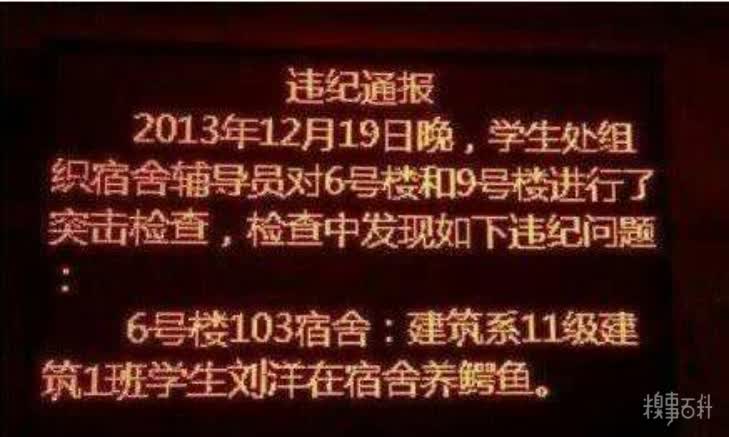 违纪通报
2013年12月19日晚，学生处组
织宿舍辅导员对6号楼和9号楼进行了
突击检查，检查中发现如下违纪问题
：
6号楼103宿舍：建筑系11级建
筑1班学生刘洋在宿舍养鳄鱼。
糗事百科